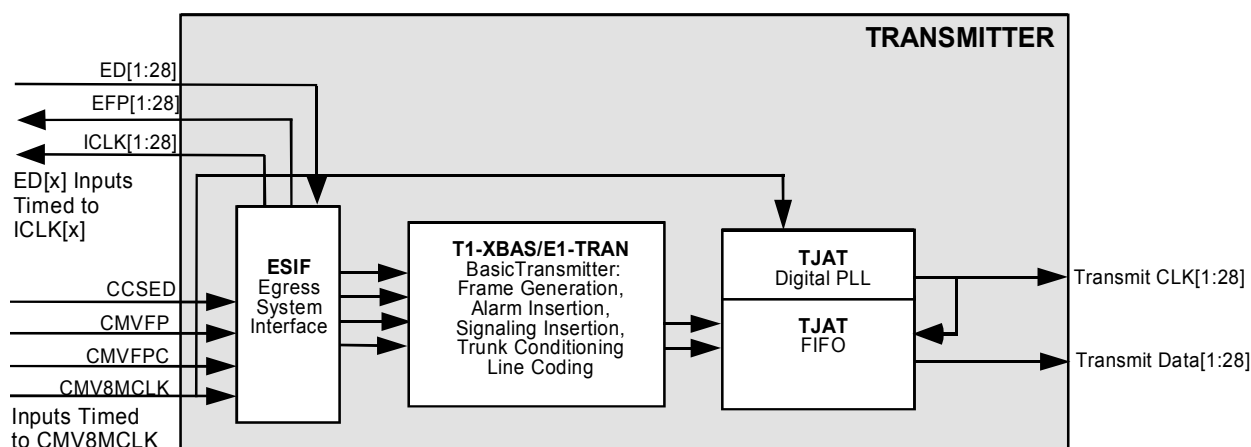 TRANSMITTER
ED[1:28]
EFP[1:28]
ICLK[1:28]
ED[x] Inputs
Timed to
ICLK[x]
CCSED
CMVFP
CMVFPC
CMV8MCLK
Inputs Timed
to CMV8MCLK
ESIF
Egress
System
Interface
T1-XBAS/E1-TRAN
BasicTransmitter:
Frame Generation,
Alarm Insertion,
Signaling Insertion,
Trunk Conditioning
Line Coding
TJAT
Digital PLL
TJAT
FIFO
Transmit CLK[1:28]
Transmit Data[1:28]